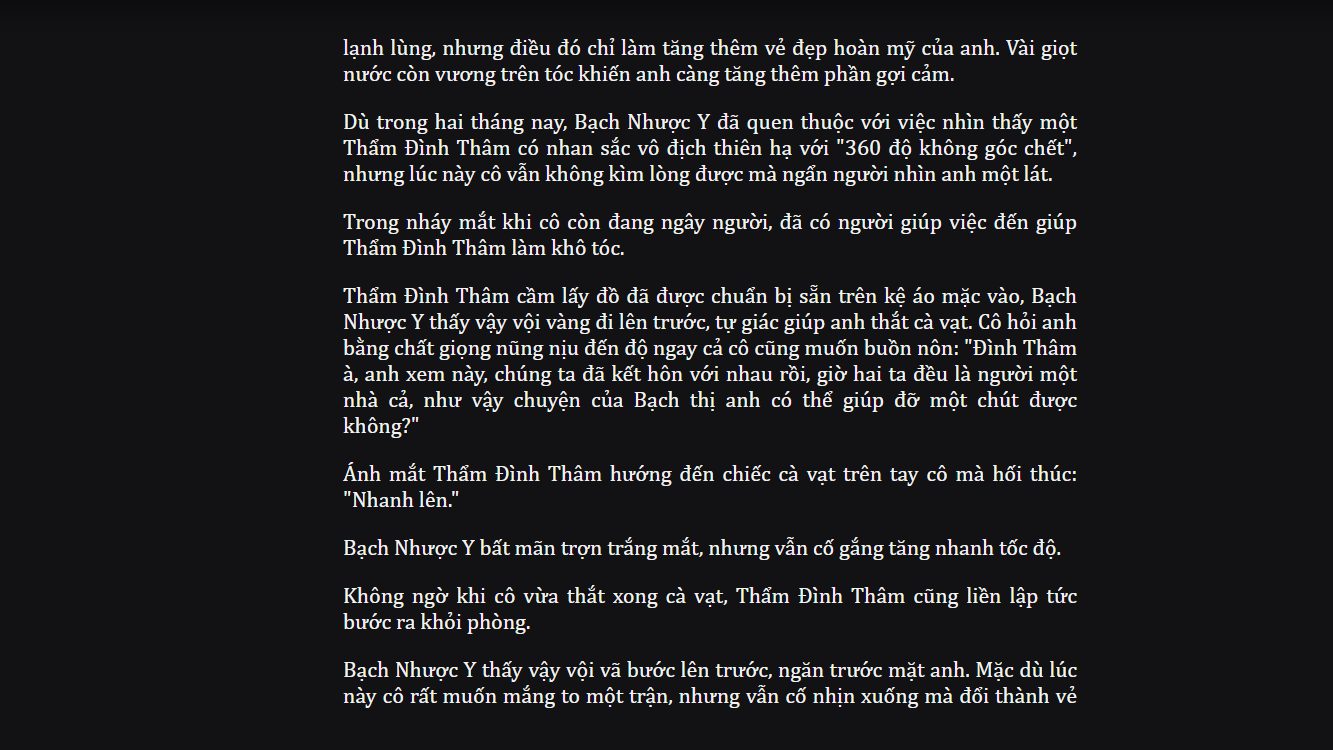 lạnh lùng, nhưng điều đó chỉ làm tăng thêm vẻ đẹp hoàn mỹ của anh. Vài giọt
nước còn vương trên tóc khiến anh càng tăng thêm phần gợi cảm.
Dù trong hai tháng nay, Bạch Nhược Y đã quen thuộc với việc nhìn thấy một
Thẩm Đình Thâm có nhan sắc vô địch thiên hạ với "360 độ không góc chết",
nhưng lúc này cô vẫn không kìm lòng được mà ngẩn người nhìn anh một lát.
Trong nháy mắt khi cô còn đang ngây người, đã có người giúp việc đến giúp
Thẩm Đình Thâm làm khô tóc.
Thẩm Đình Thâm cầm lấy đồ đã được chuẩn bị sẵn trên kệ áo mặc vào, Bạch
Nhược Y thấy vậy vội vàng đi lên trước, tự giác giúp anh thắt cà vạt. Cô hỏi anh
bằng chất giọng nũng nịu đến độ ngay cả cô cũng muốn buồn nôn: "Đình Thâm
à, anh xem này, chúng ta đã kết hôn với nhau rồi, giờ hai ta đều là người một
nhà cả, như vậy chuyện của Bạch thị anh có thể giúp đỡ một chút được
không?"
Ánh mắt Thẩm Đình Thâm hướng đến chiếc cà vạt trên tay cô mà hối thúc:
"Nhanh lên."
Bạch Nhược Y bất mãn trợn trắng mắt, nhưng vẫn cố gắng tăng nhanh tốc độ.
Không ngờ khi cô vừa thắt xong cà vạt, Thẩm Đình Thâm cũng liền lập tức
bước ra khỏi phòng.
Bạch Nhược Y thấy vậy vội vã bước lên trước, ngăn trước mặt anh. Mặc dù lúc
này cô rất muốn mắng to một trận, nhưng vẫn cố nhịn xuống mà đổi thành vẻ